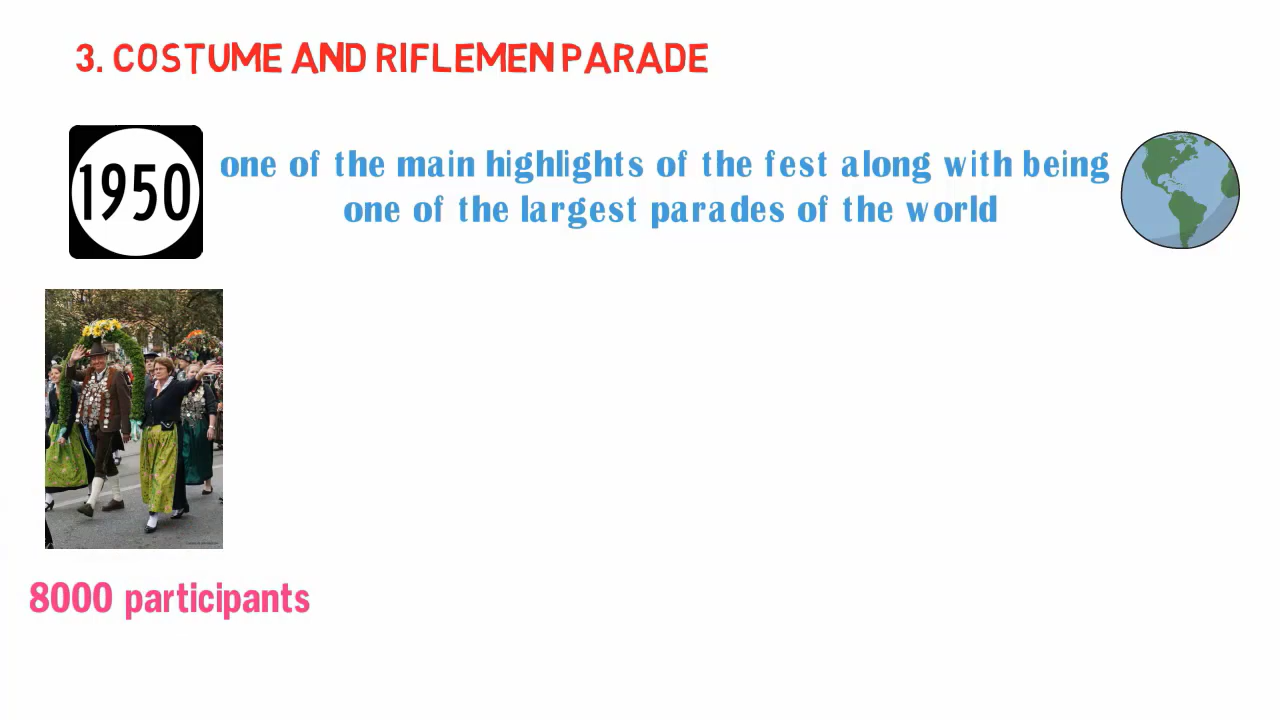 3. COSTUME AND RIFLEMEN PARADE
1950
one of the main highlights of the fest along with being
one of the largest parades of the world
8000 participants